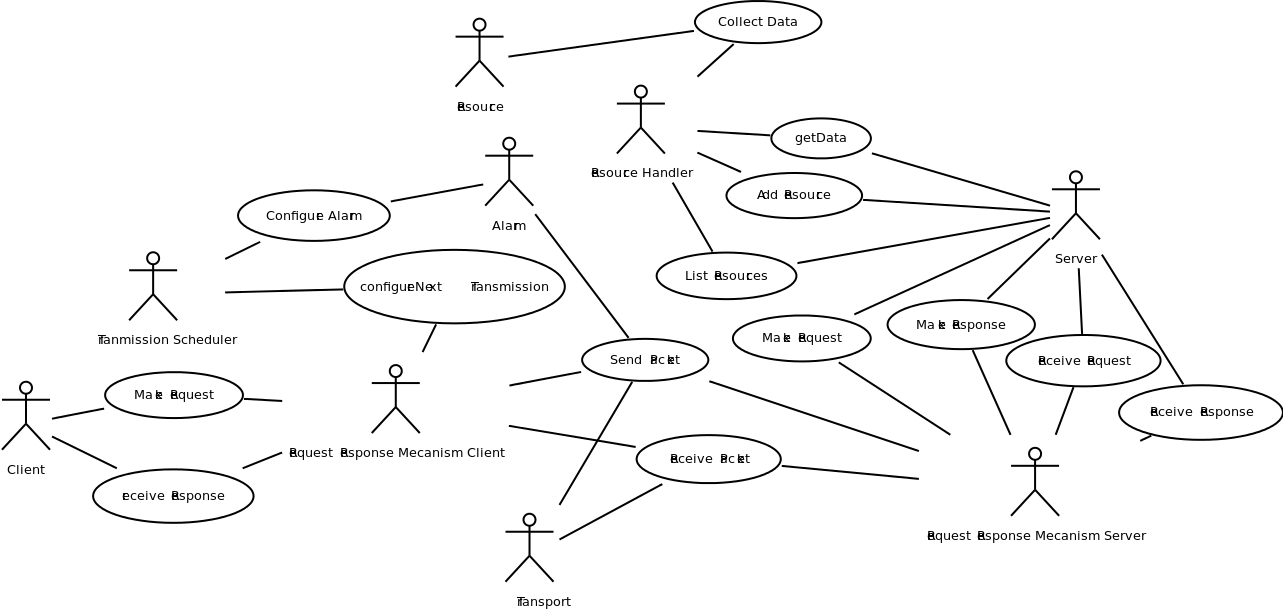 Collect Data
Resource
getData
Resource Handler
Add Resource
Configure Alarm
Alarm
Server
List Resources
configureNext Transmission
Make Request
Make Response
Tranmission Scheduler
Send Packet
Receive Request
Make Request
Receive Response
Request Response Mecanism Client
Receive Packet
Client
receive Response
Request Response Mecanism Server
Transport